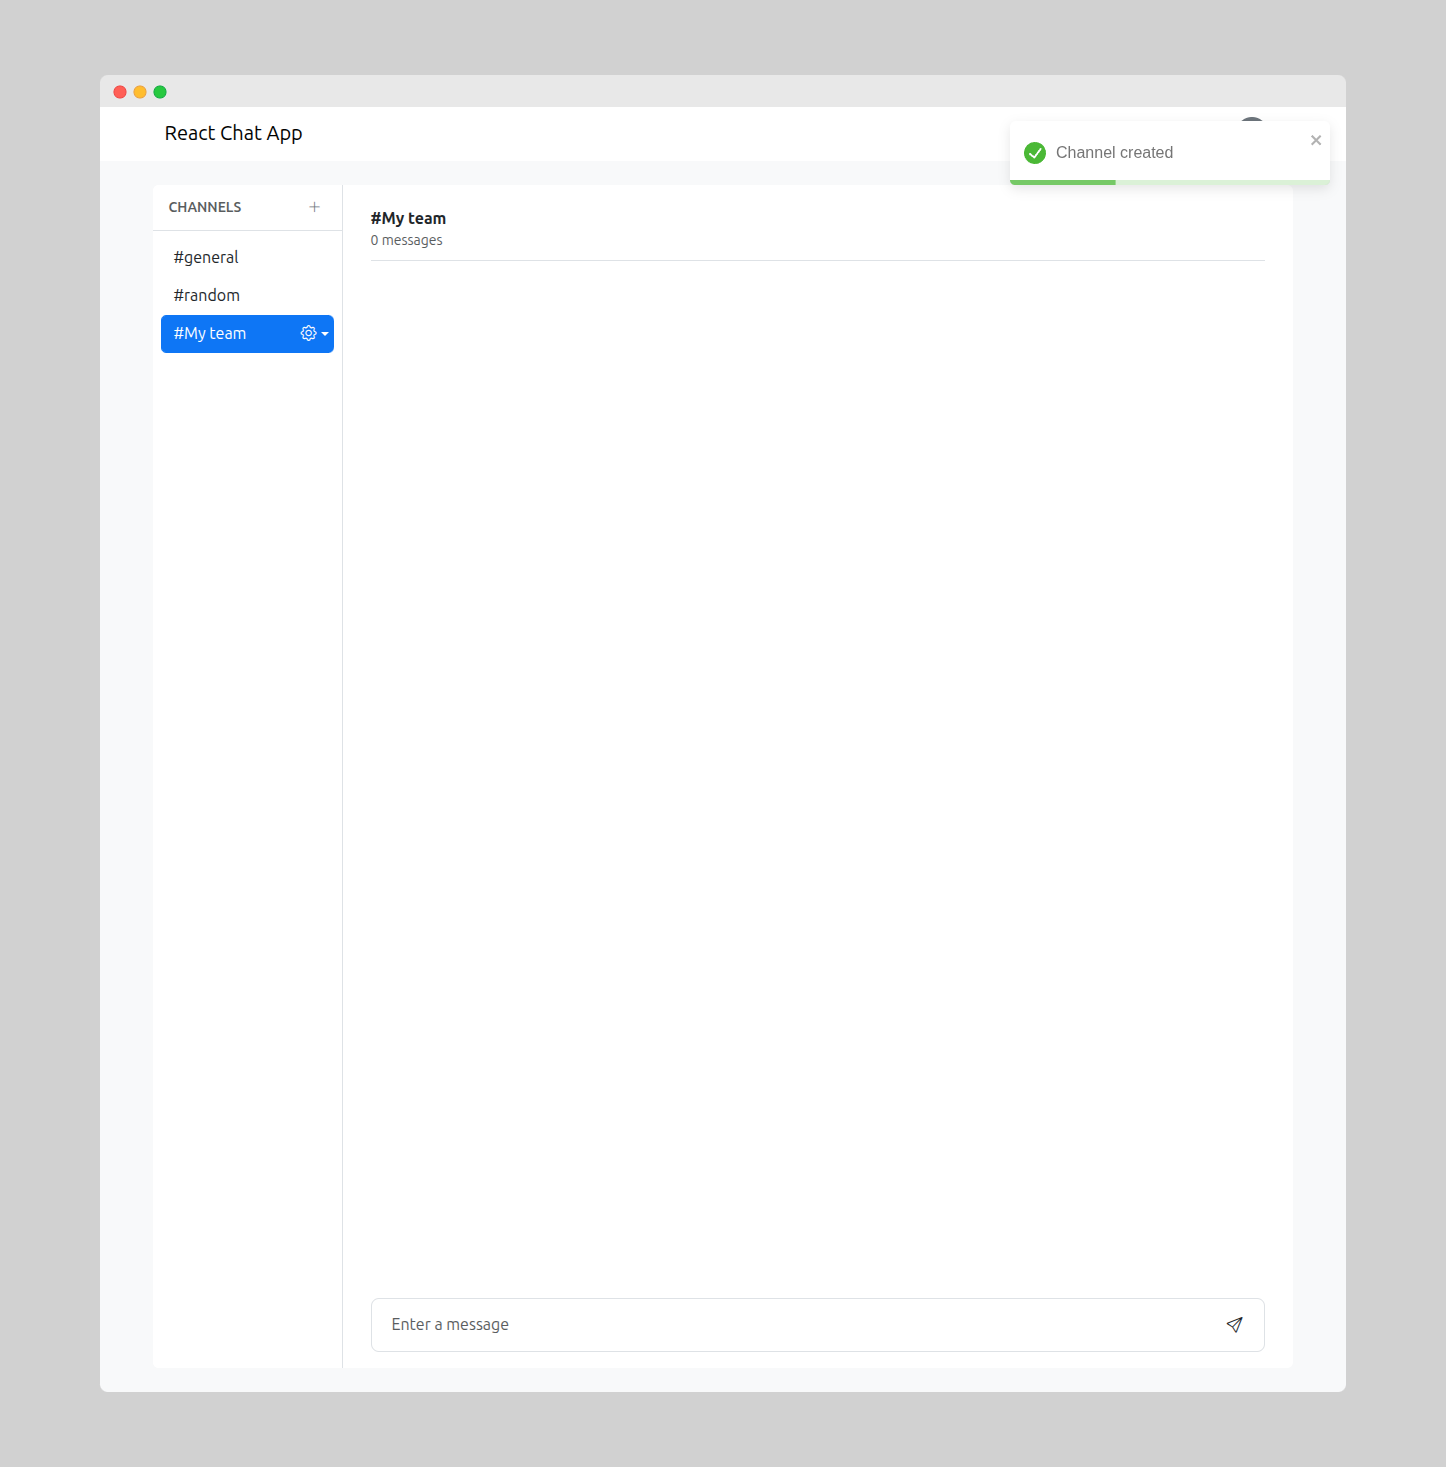 React Chat App
Channel created
CHANNELS
#general
#random
#My team
#My team
0 messages
Enter a message